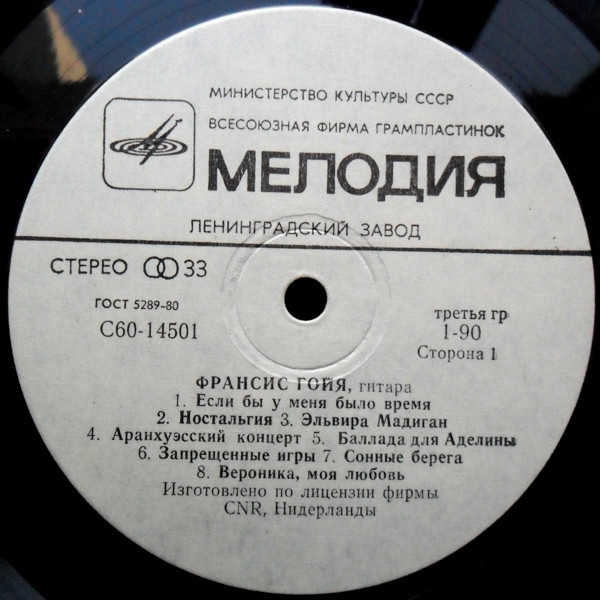 МИНИСТЕРСТВО КУЛЬТУРЫ СССР
ВСЕСОЮЗНАЯ ФИРМА ГРАМПЛАСТИНОК
МЕЛОДИЯ
ЛЕНИНГРАДСКИЙ ЗАВОД
СТЕРЕО 33
ГОСТ 5289-80
С60-14501
третья гр
1-90
Сторона 1
ФРАНСИС ГОЙЯ, гитара
1. Если бы у меня было время
2. Ностальгия 3. Эльвира Мадиган
4. Аранхуэсский концерт 5. Баллада для Аделины
6. Запрещенные игры 7. Сонные берега
8. Вероника, моя любовь
Изготовлено по лицензии фирмы
CNR, Нидерланды